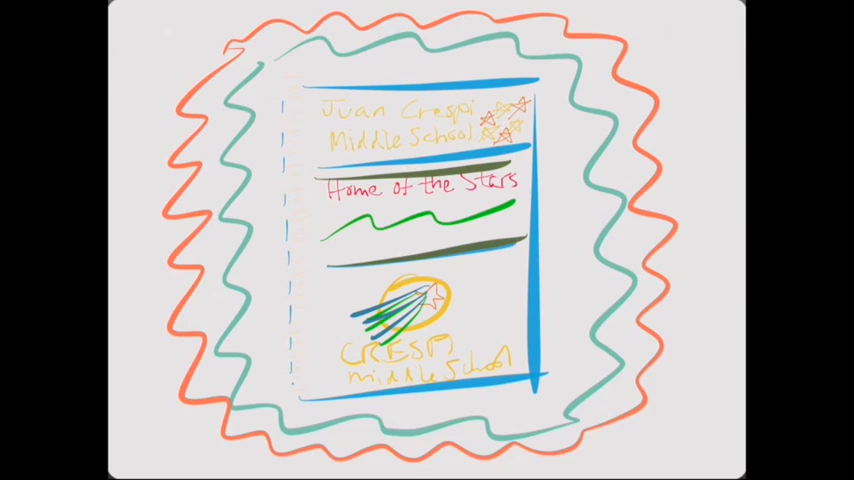 Juan Crespi
Middle School
Home of the Stars
CRESPI
middle School